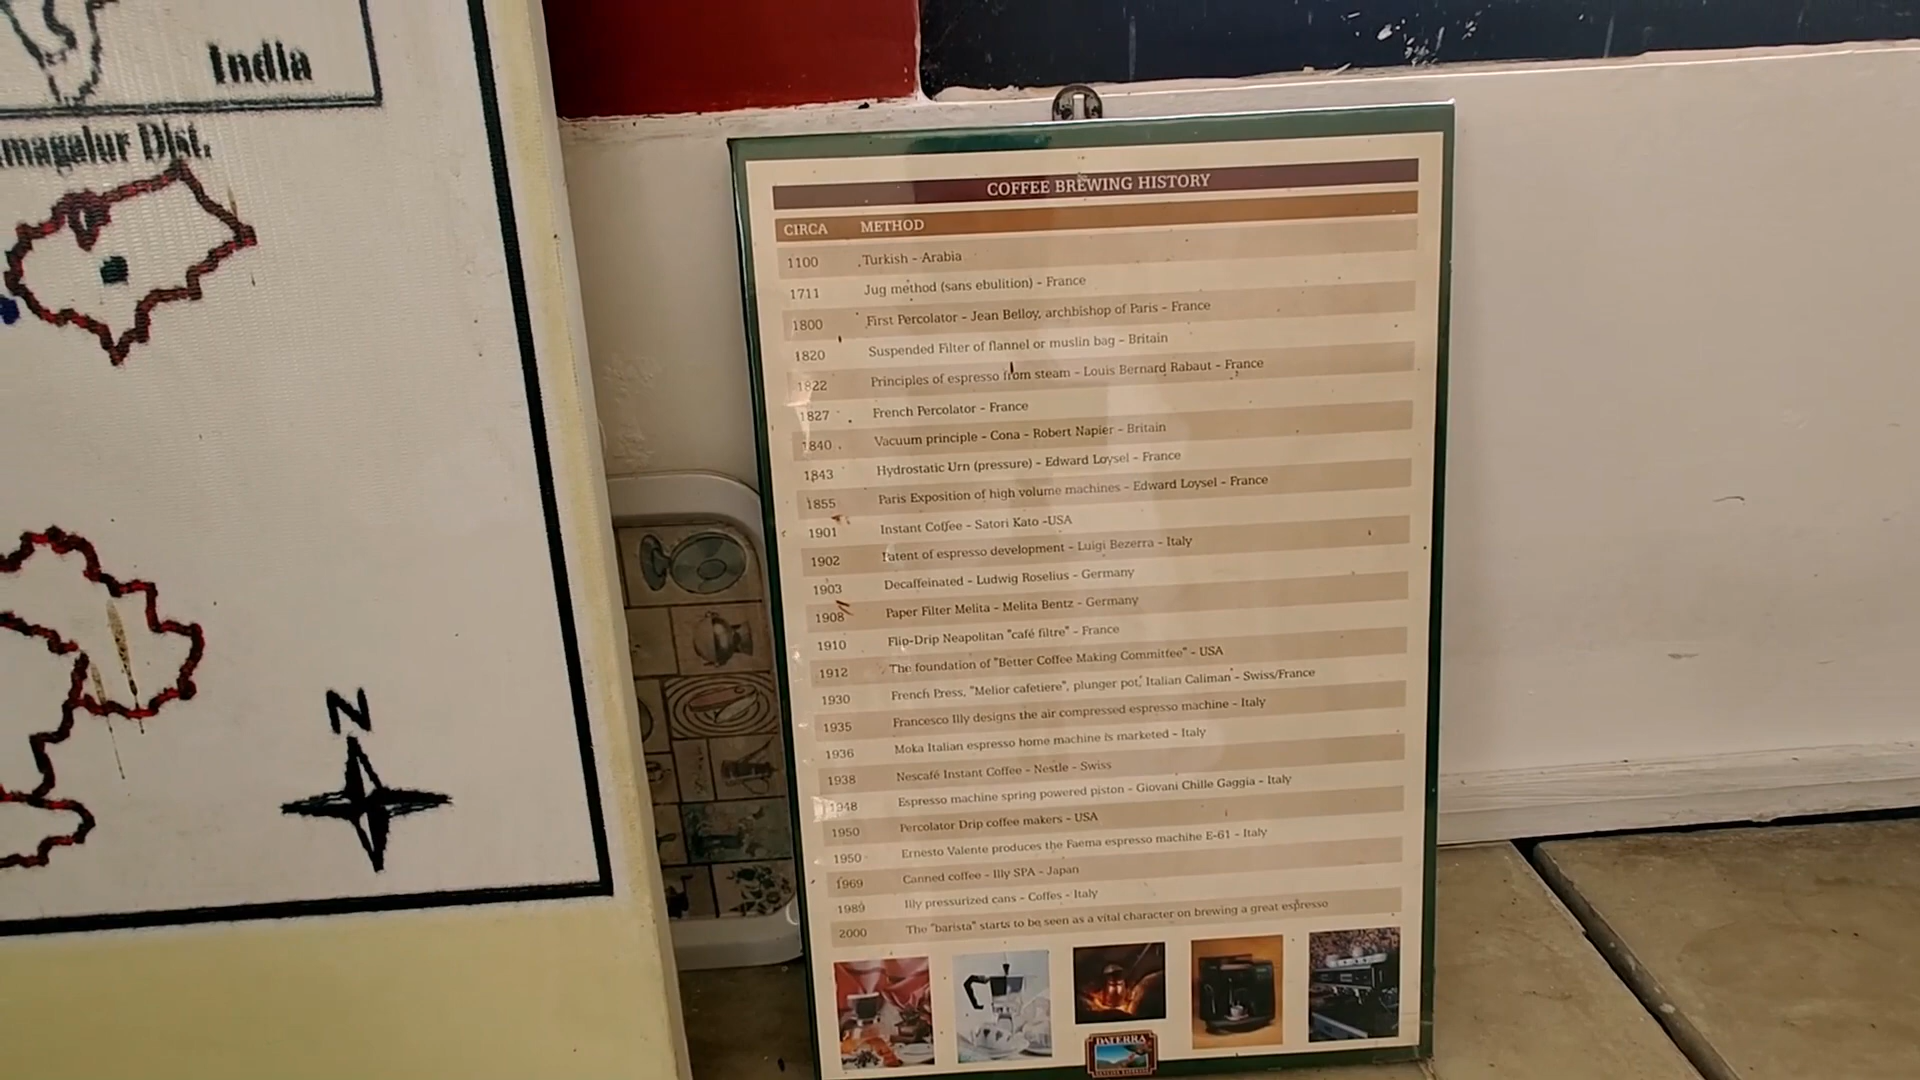 India
magalur Dist.
N
COFFEE BREWING HISTORY
CIRCA METHOD
1100 Turkish - Arabia
1711 Jug method (sans ebulition) - France
1800 First Percolator - Jean Belloy, archbishop of Paris - France
1820 Suspended Filter of flannel or muslin bag - Britain
1822 Principles of espresso from steam - Louis Bernard Rabaut - France
1827 French Percolator - France
1840 Vacuum principle - Cona - Robert Napier - Britain
1843 Hydrostatic Urn (pressure) - Edward Loysel - France
1855 Paris Exposition of high volume machines - Edward Loysel - France
1901 Instant Coffee - Satori Kato -USA
1902 Patent of espresso development - Luigi Bezerra - Italy
1903 Decaffeinated - Ludwig Roselius - Germany
1908 Paper Filter Melita - Melita Bentz - Germany
1910 Flip-Drip Neapolitan "café filtre" - France
1912 The foundation of "Better Coffee Making Committee" - USA
1930 French Press, "Melior cafetiere", plunger pot, Italian Caliman - Swiss/France
1935 Francesco Illy designs the air compressed espresso machine - Italy
1936 Moka Italian espresso home machine is marketed - Italy
1938 Nescafé Instant Coffee - Nestle - Swiss
1948 Espresso machine spring powered piston - Giovani Chille Gaggia - Italy
1950 Percolator Drip coffee makers - USA
1950 Ernesto Valente produces the Faema espresso machine E-61 - Italy
1969 Canned coffee - Illy SPA - Japan
1989 Illy pressurized cans - Coffes - Italy
2000 The "barista" starts to be seen as a vital character on brewing a great espresso
DATERRA